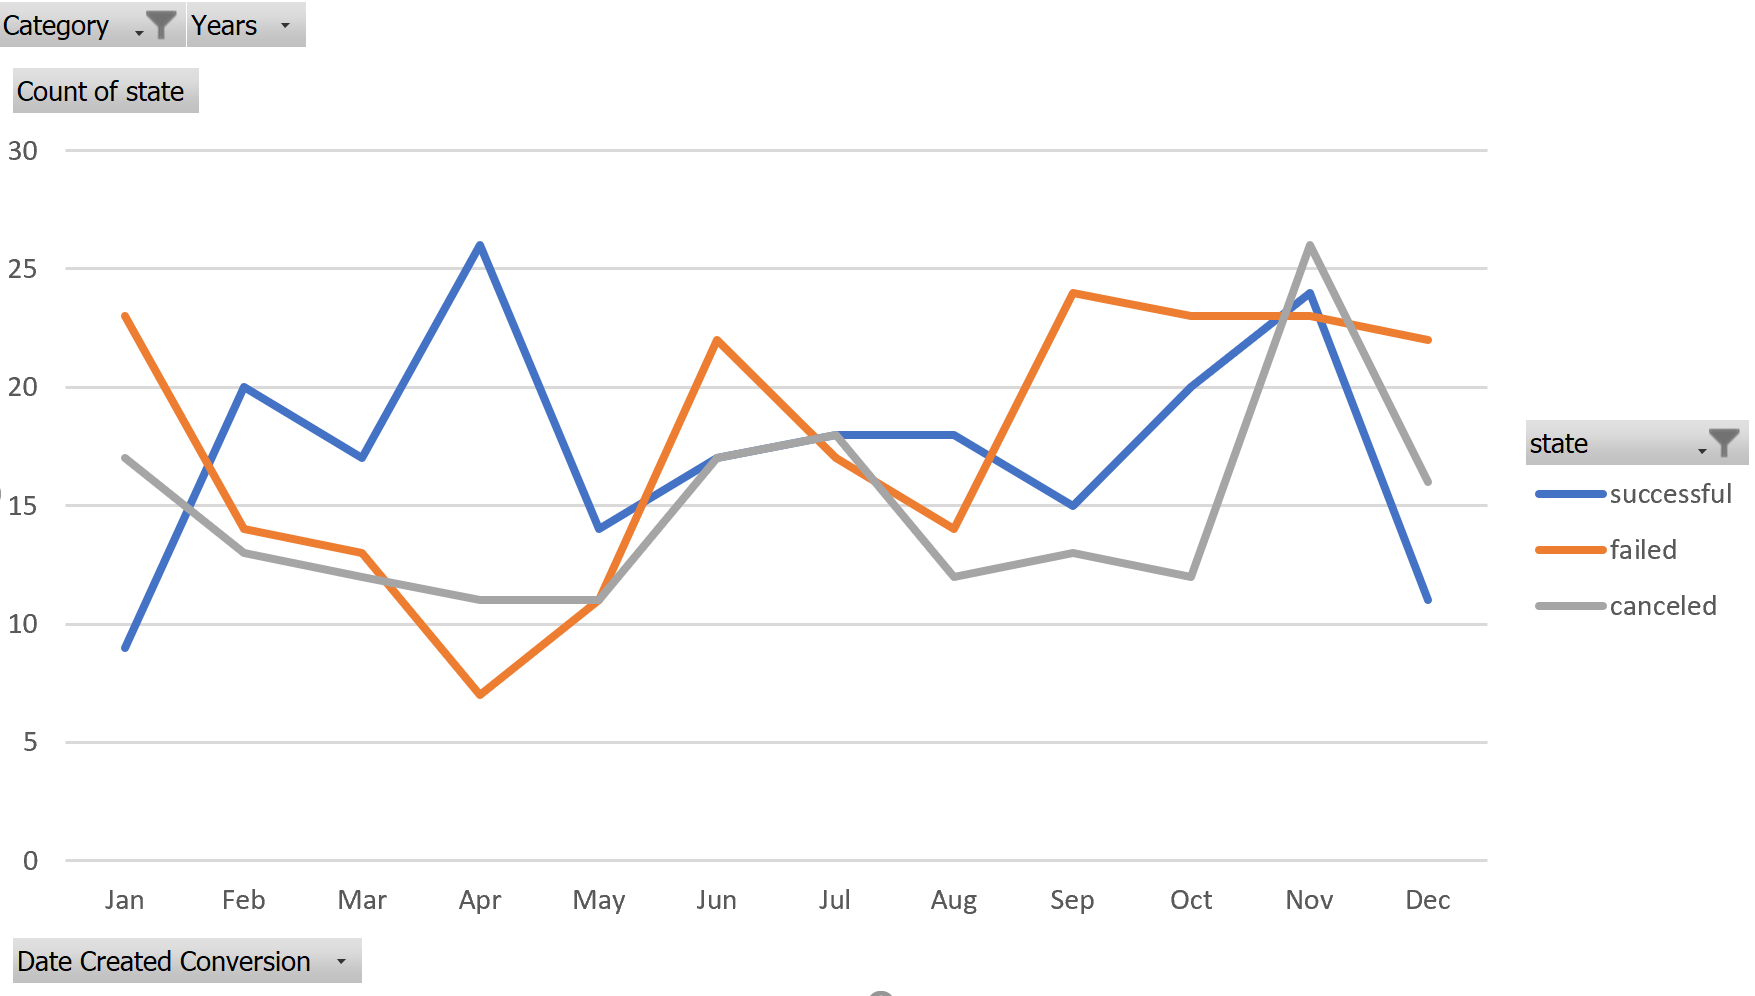 Category Years
Count of state
30
25
20
15
10
5
0
Jan Feb Mar Apr May Jun Jul Aug Sep Oct Nov Dec
state
successful
failed
canceled
Date Created Conversion